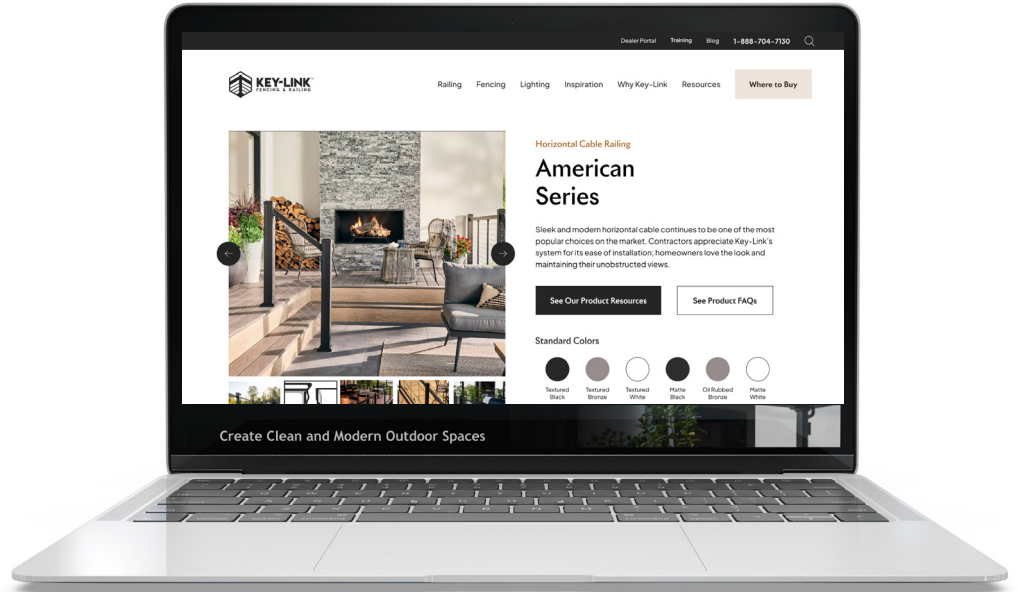 Dealer Portal Training Blog 1-888-704-7130
KEY-LINK
FENCING & RAILING
Railing Fencing Lighting Inspiration Why Key-Link Resources Where to Buy
Horizontal Cable Railing
American
Series
Sleek and modern horizontal cable continues to be one of the most
popular choices on the market. Contractors appreciate Key-Link's
system for its ease of installation; homeowners love the look and
maintaining their unobstructed views.
See Our Product Resources See Product FAQs
Standard Colors
Textured Textured Textured Matte Oil Rubbed Matte
Black Bronze White Black Bronze White
Create Clean and Modern Outdoor Spaces